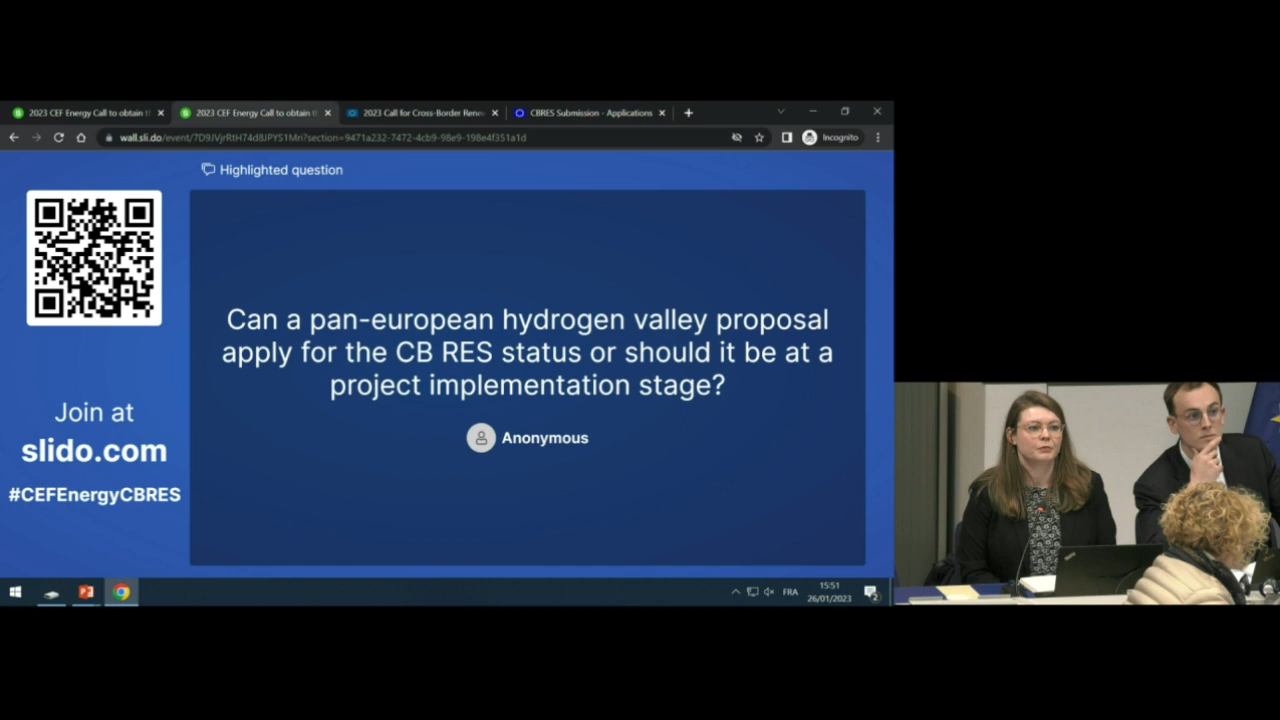 2023 CEF Energy Call to obtain t
2023 CEF Energy Call to obtain t
2023 Call for Cross-Border Rene
CBRES Submission - Applications
wall.sli.do/event/7D9JVjrRtH74d8JPYS1Mri?section=9471a232-7472-4cb9-98e9-198e4f351a1d
Incognito
Highlighted question
Can a pan-european hydrogen valley proposal
apply for the CB RES status or should it be at a
project implementation stage?
Anonymous
Join at
slido.com
#CEFEnergyCBRES
FRA
15:51
26/01/2023
2